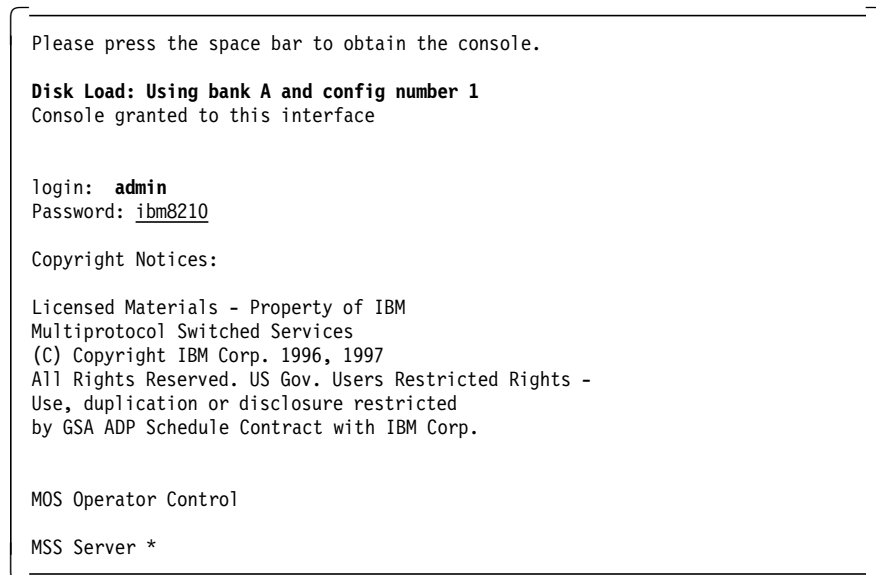 Please press the space bar to obtain the console.
Disk Load: Using bank A and config number 1
Console granted to this interface
login: admin
Password: ibm8210
Copyright Notices:
Licensed Materials - Property of IBM
Multiprotocol Switched Services
(C) Copyright IBM Corp. 1996, 1997
All Rights Reserved. US Gov. Users Restricted Rights -
Use, duplication or disclosure restricted
by GSA ADP Schedule Contract with IBM Corp.
MOS Operator Control
MSS Server *